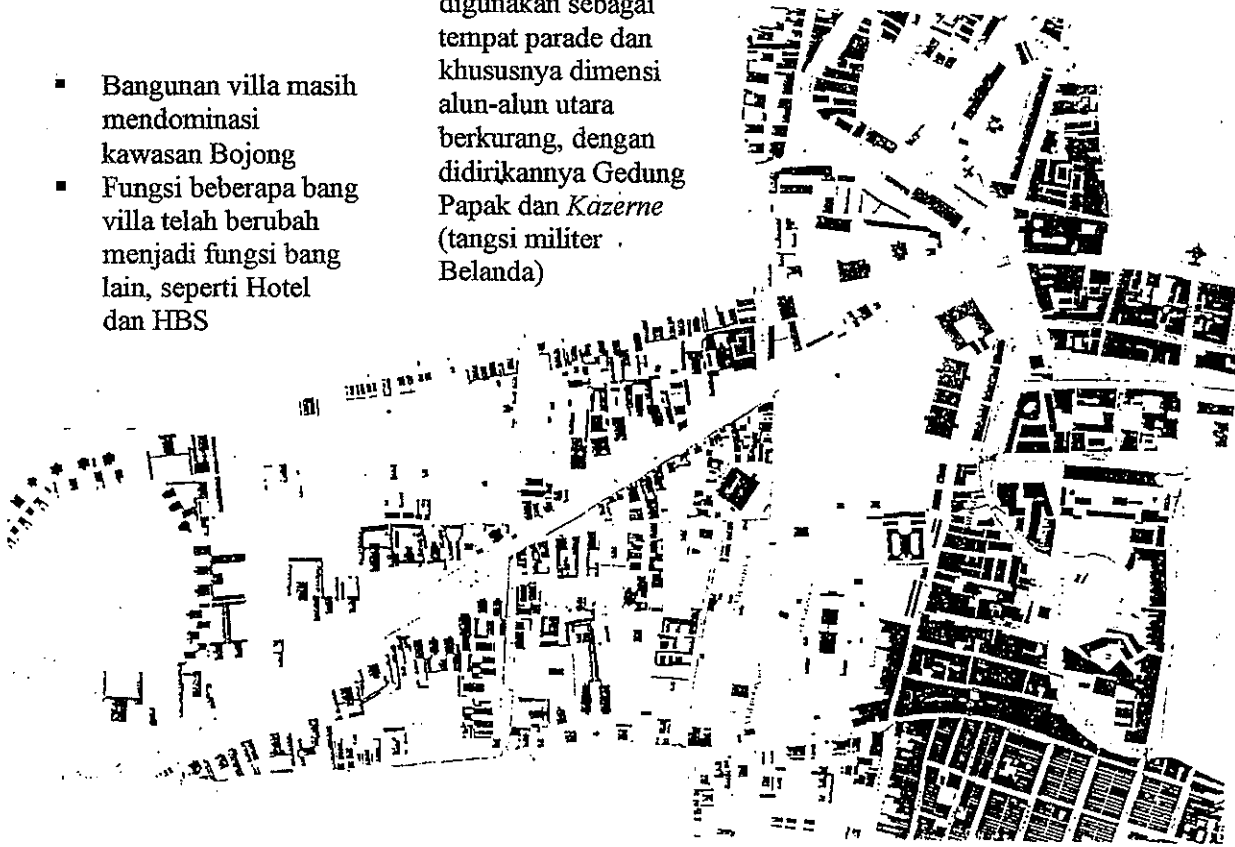 ▪ Bangunan villa masih
mendominasi
kawasan Bojong
▪ Fungsi beberapa bang
villa telah berubah
menjadi fungsi bang
lain, seperti Hotel
dan HBS
digunakan sebagai
tempat parade dan
khususnya dimensi
alun-alun utara
berkurang, dengan
didirikannya Gedung
Papak dan Kazerne
(tangsi militer
Belanda)